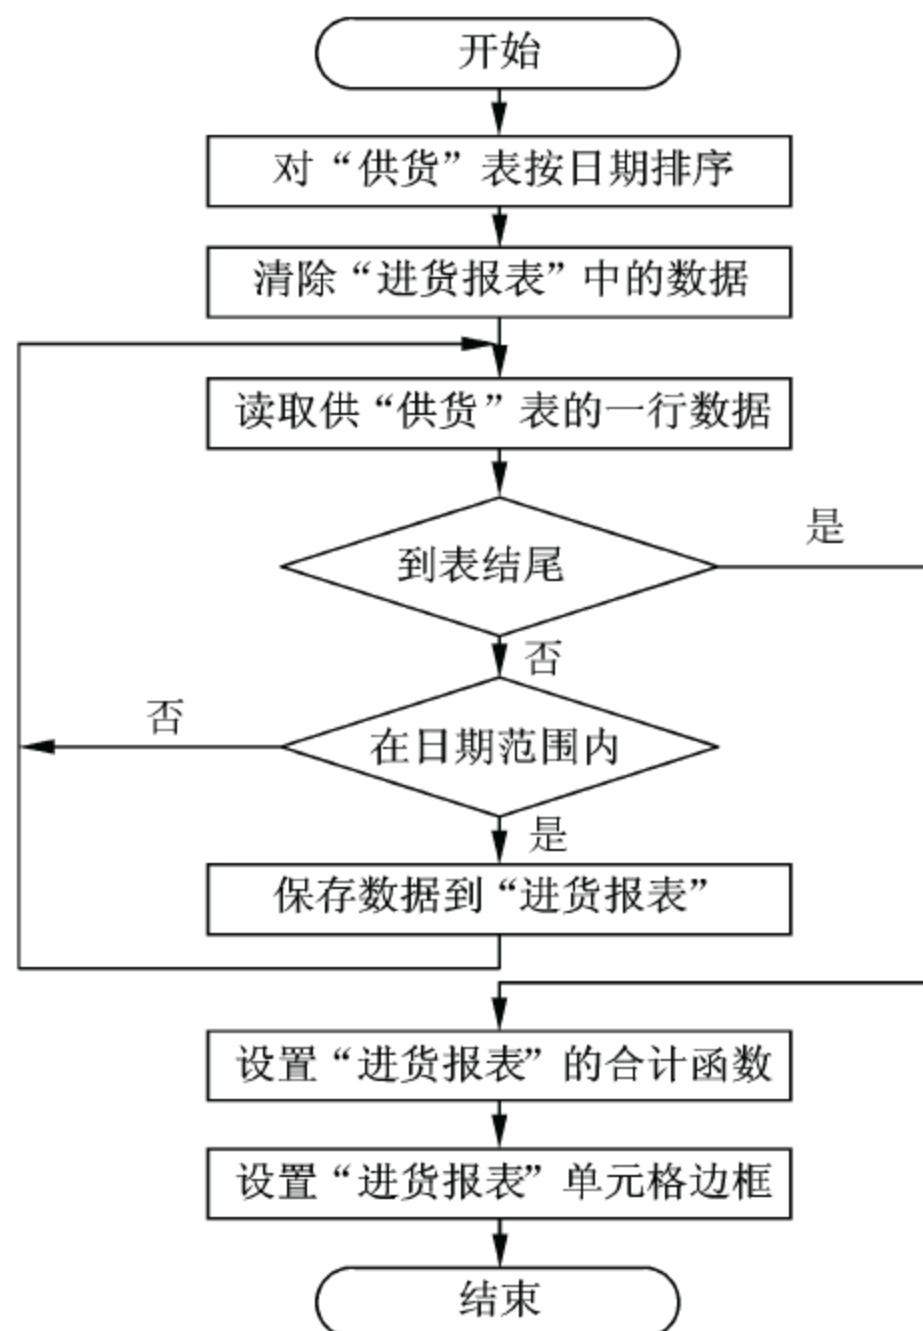 开始
对“供货”表按日期排序
清除“进货报表”中的数据
读取供“供货”表的一行数据
到表结尾
是
否
在日期范围内
否
是
保存数据到“进货报表”
设置“进货报表”的合计函数
设置“进货报表”单元格边框
结束